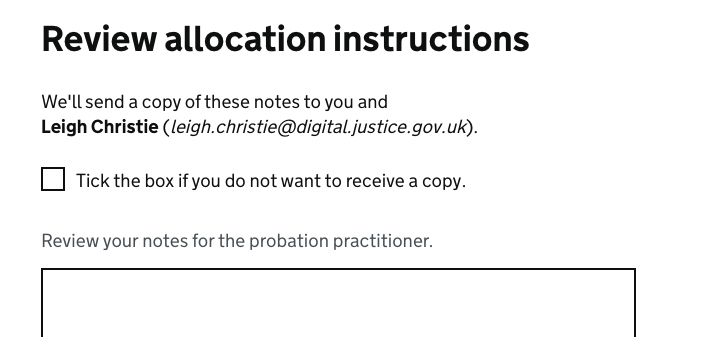 Review allocation instructions
We'll send a copy of these notes to you and
Leigh Christie (leigh.christie@digital.justice.gov.uk).
Tick the box if you do not want to receive a copy.
Review your notes for the probation practitioner.